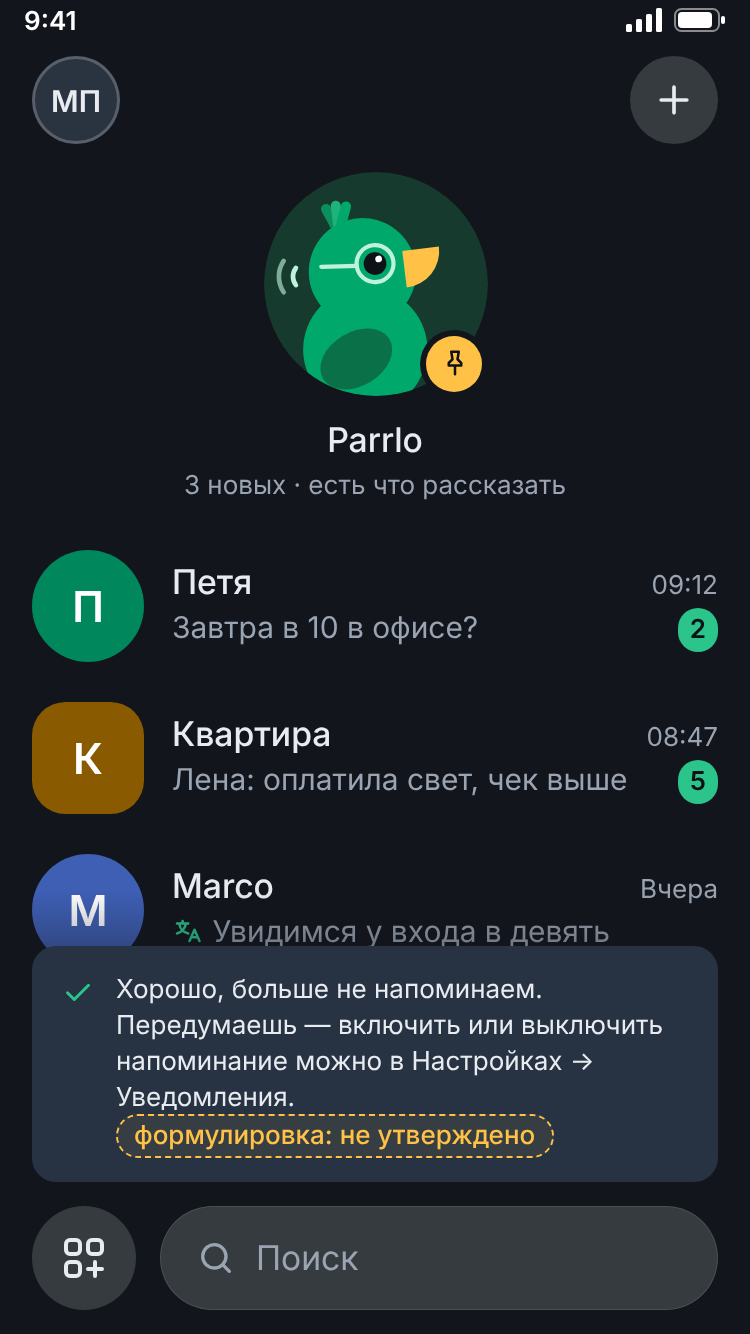 9:41
МП
Parrlo
3 новых · есть что рассказать
П
Петя
09:12
Завтра в 10 в офисе?
2
К
Квартира
08:47
Лена: оплатила свет, чек выше
5
M
Marco
Вчера
Увидимся у входа в девять
Хорошо, больше не напоминаем.
Передумаешь — включить или выключить
напоминание можно в Настройках →
Уведомления.
формулировка: не утверждено
Поиск